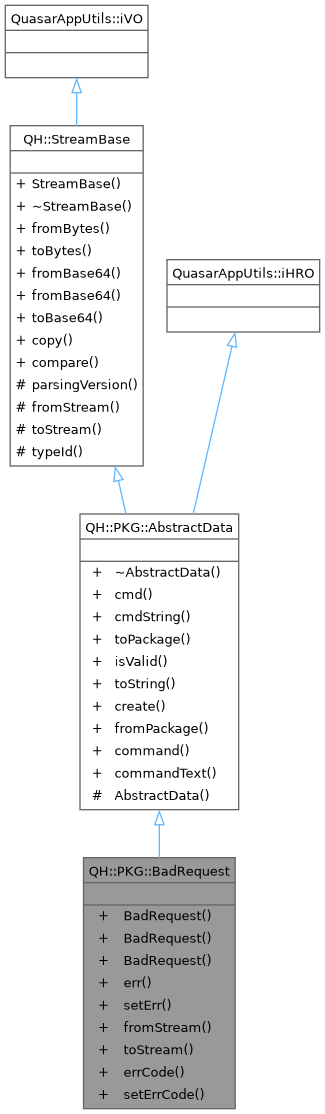 QuasarAppUtils::iVO
QH::StreamBase
+ StreamBase()
+ ~StreamBase()
+ fromBytes()
+ toBytes()
+ fromBase64()
+ fromBase64()
+ toBase64()
+ copy()
+ compare()
# parsingVersion()
# fromStream()
# toStream()
# typeId()
QuasarAppUtils::iHRO
QH::PKG::AbstractData
+ ~AbstractData()
+ cmd()
+ cmdString()
+ toPackage()
+ isValid()
+ toString()
+ create()
+ fromPackage()
+ command()
+ commandText()
# AbstractData()
QH::PKG::BadRequest
+ BadRequest()
+ BadRequest()
+ BadRequest()
+ err()
+ setErr()
+ fromStream()
+ toStream()
+ errCode()
+ setErrCode()